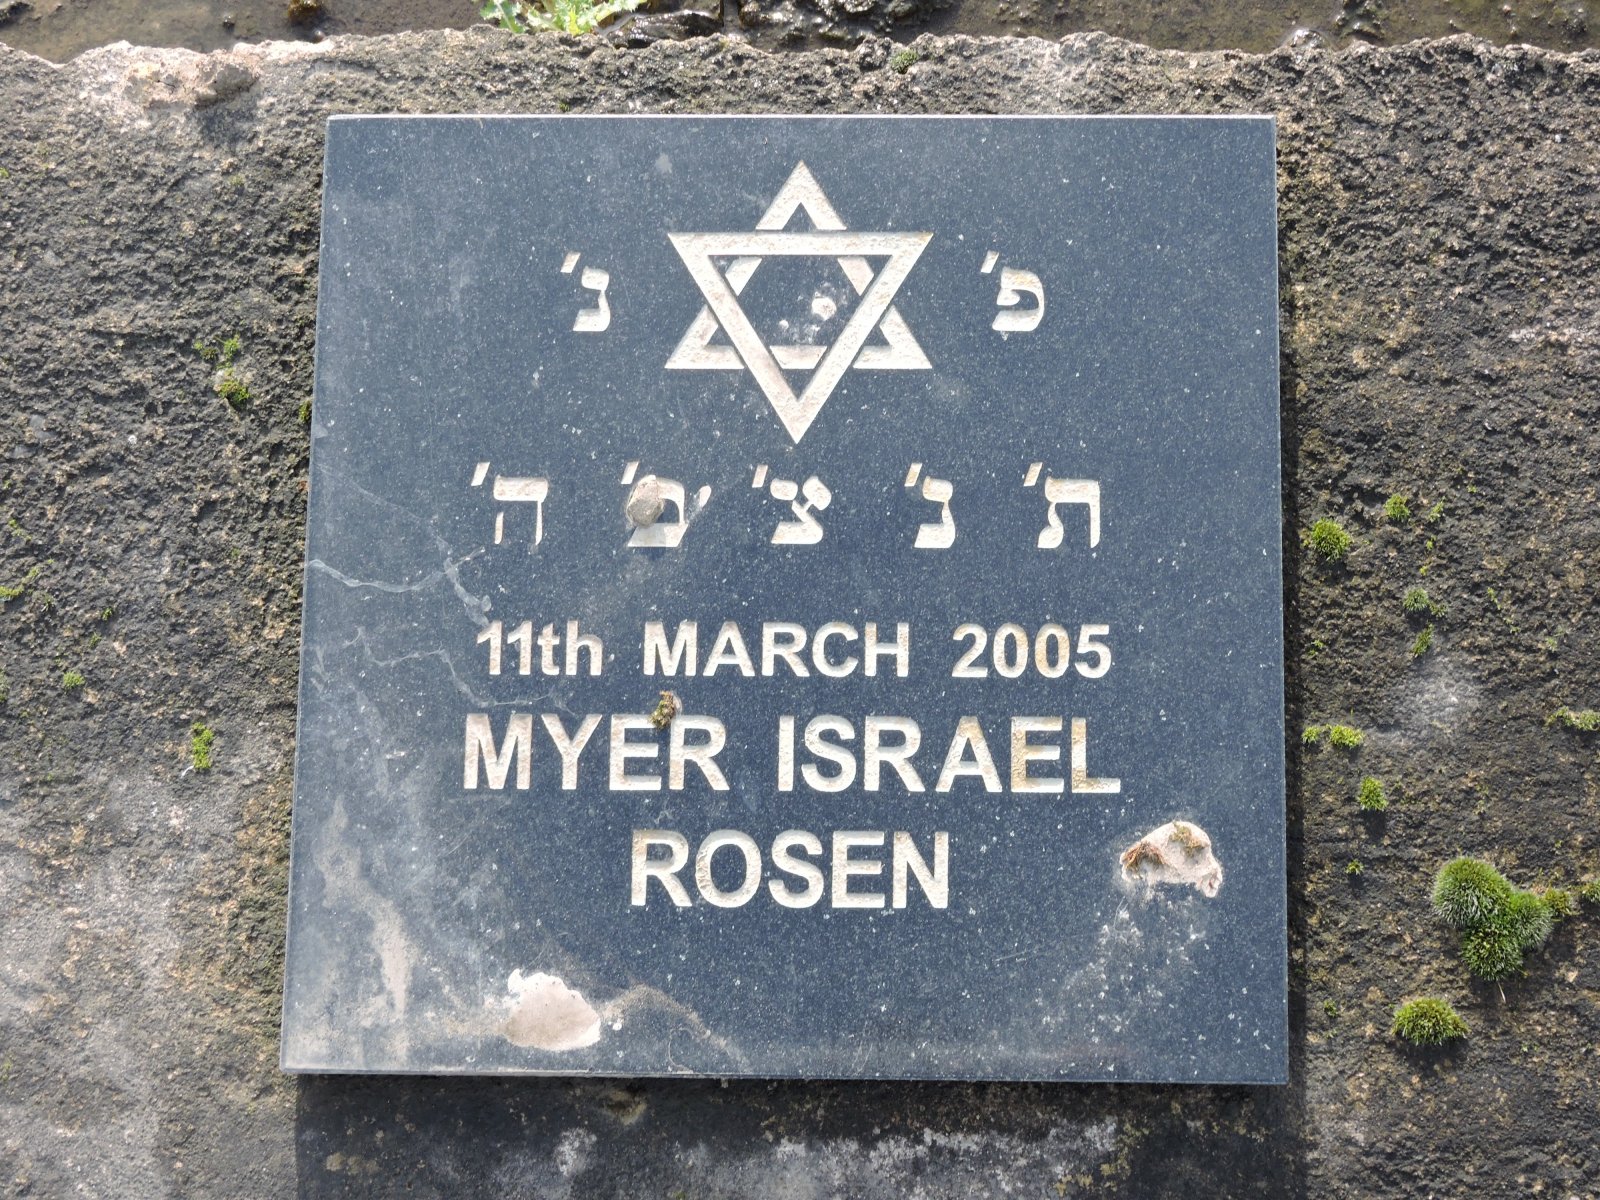 פ' נ'
ת' נ' צ' ב' ה'
11th MARCH 2005
MYER ISRAEL
ROSEN